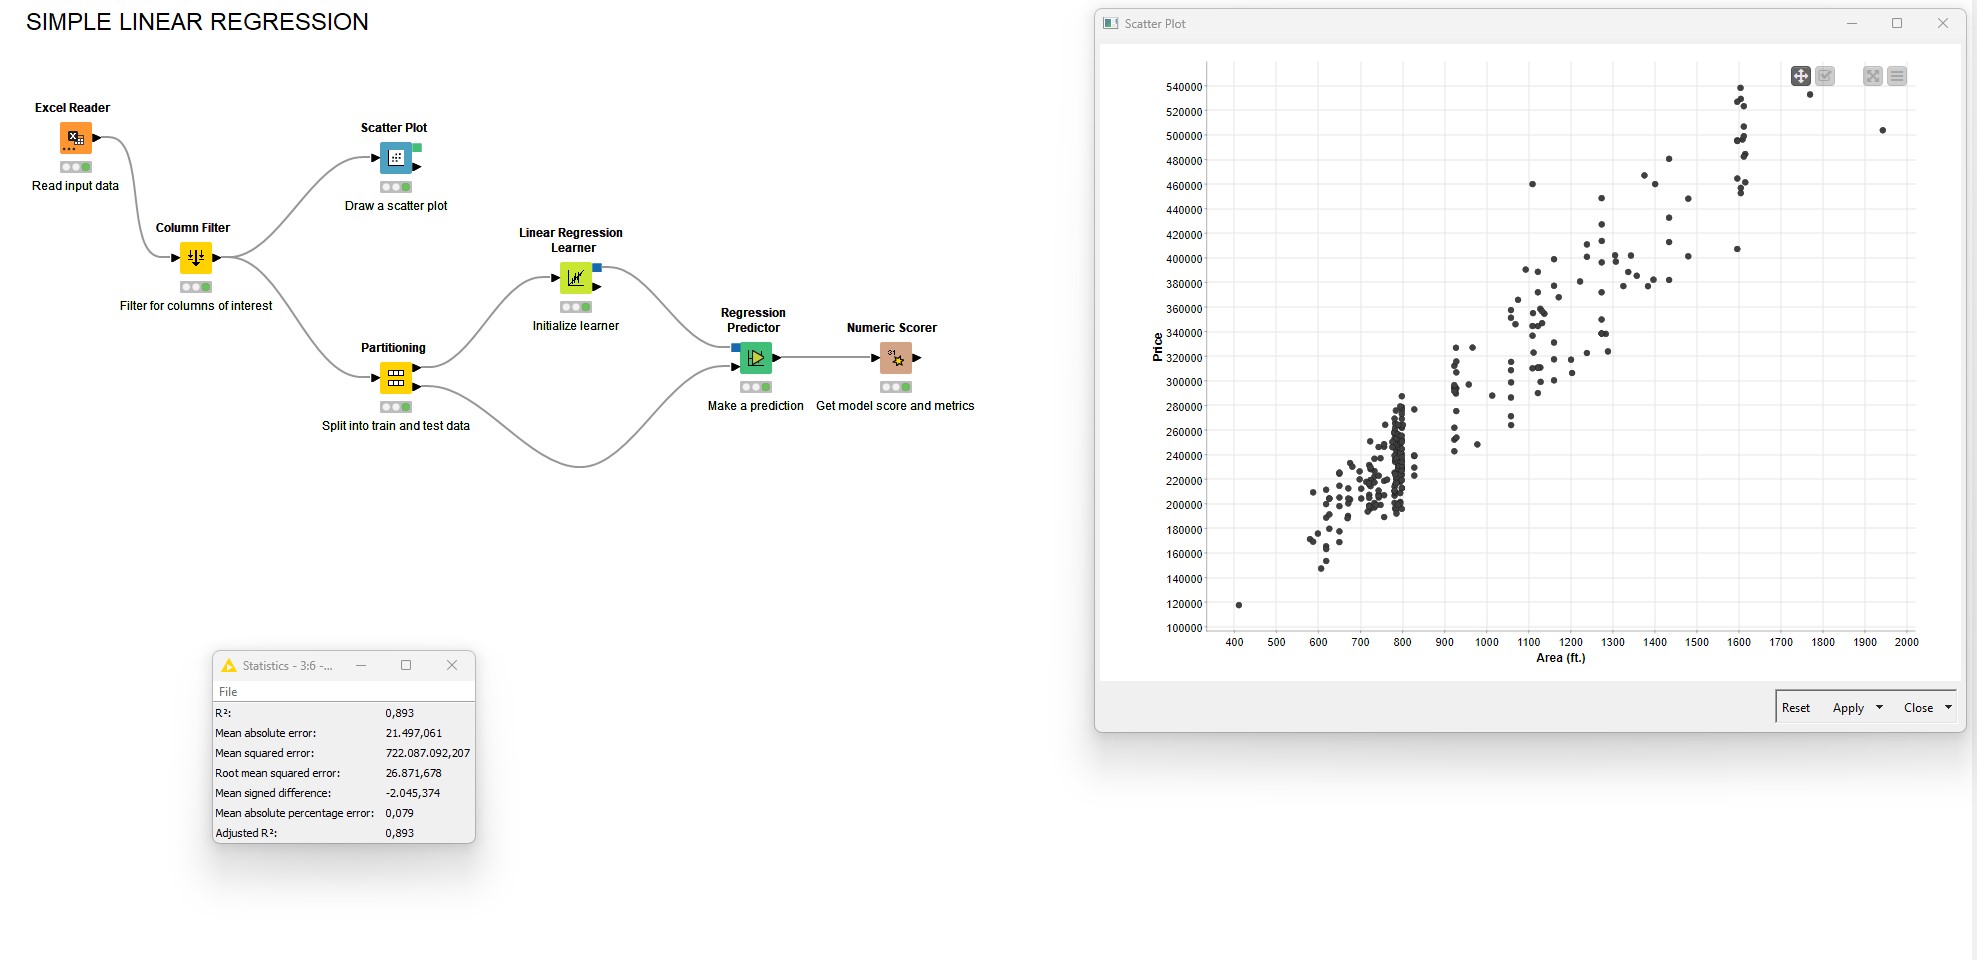 SIMPLE LINEAR REGRESSION
Excel Reader
Read input data
Column Filter
Filter for columns of interest
Scatter Plot
Draw a scatter plot
Partitioning
Split into train and test data
Linear Regression
Learner
Initialize learner
Regression
Predictor
Make a prediction
Numeric Scorer
Get model score and metrics
Statistics - 3:6 -...
File
R²: 0,893
Mean absolute error: 21.497,061
Mean squared error: 722.087.092,207
Root mean squared error: 26.871,678
Mean signed difference: -2.045,374
Mean absolute percentage error: 0,079
Adjusted R²: 0,893
Scatter Plot
540000
520000
500000
480000
460000
440000
420000
400000
380000
360000
340000
320000
300000
280000
260000
240000
220000
200000
180000
160000
140000
120000
100000
Price
400 500 600 700 800 900 1000 1100 1200 1300 1400 1500 1600 1700 1800 1900 2000
Area (ft.)
Reset Apply Close